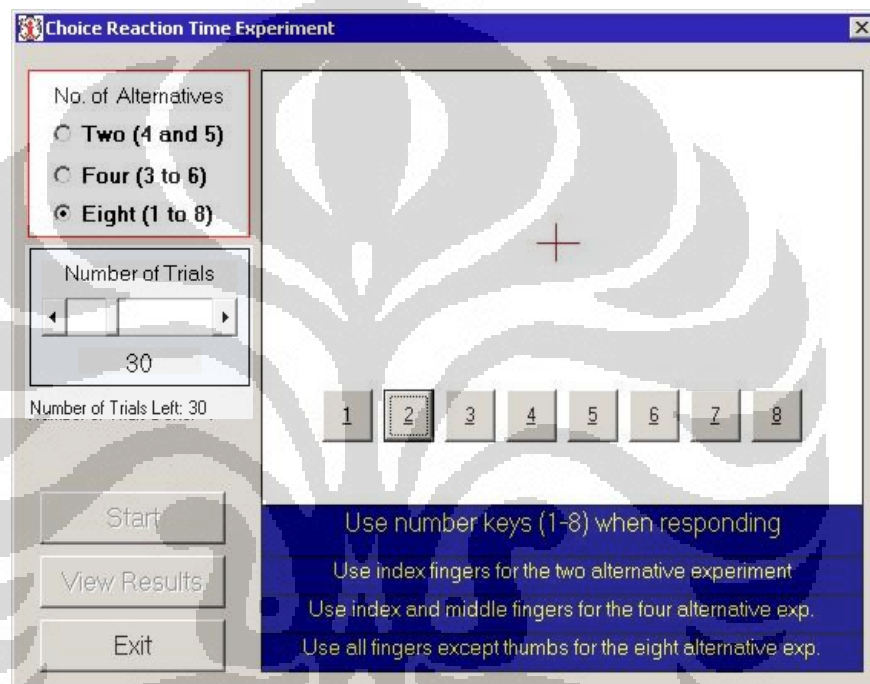 Choice Reaction Time Experiment
No. of Alternatives
Two (4 and 5)
Four (3 to 6)
Eight (1 to 8)
Number of Trials
30
Number of Trials Left: 30
1 2 3 4 5 6 7 8
Start
View Results
Exit
Use number keys (1-8) when responding
Use index fingers for the two alternative experiment
Use index and middle fingers for the four alternative exp.
Use all fingers except thumbs for the eight alternative exp.